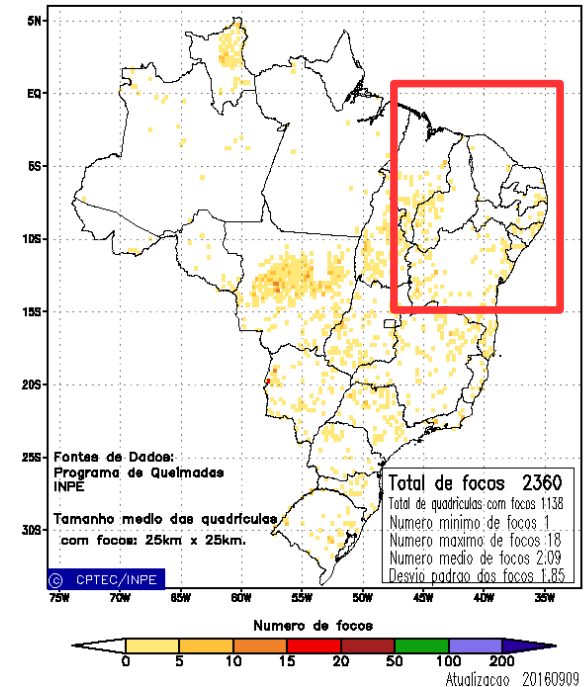 5N
EQ
5S
10S
15S
20S
25S
30S
Fontes de Dados:
Programa de Queimadas
INPE
Tamanho medio das quadriculas
com focos: 25km x 25km.
Total de focos 2360
Total de quadriculas com focos 1138
Numero minimo de focos 1
Numero maximo de focos 18
Numero medio de focos 2.09
Desvio padrao dos focos 1.85
© CPTEC/INPE
75W 70W 65W 60W 55W 50W 45W 40W 35W
Numero de focos
0 5 10 15 20 50 100 200
Atualizacao 20160909